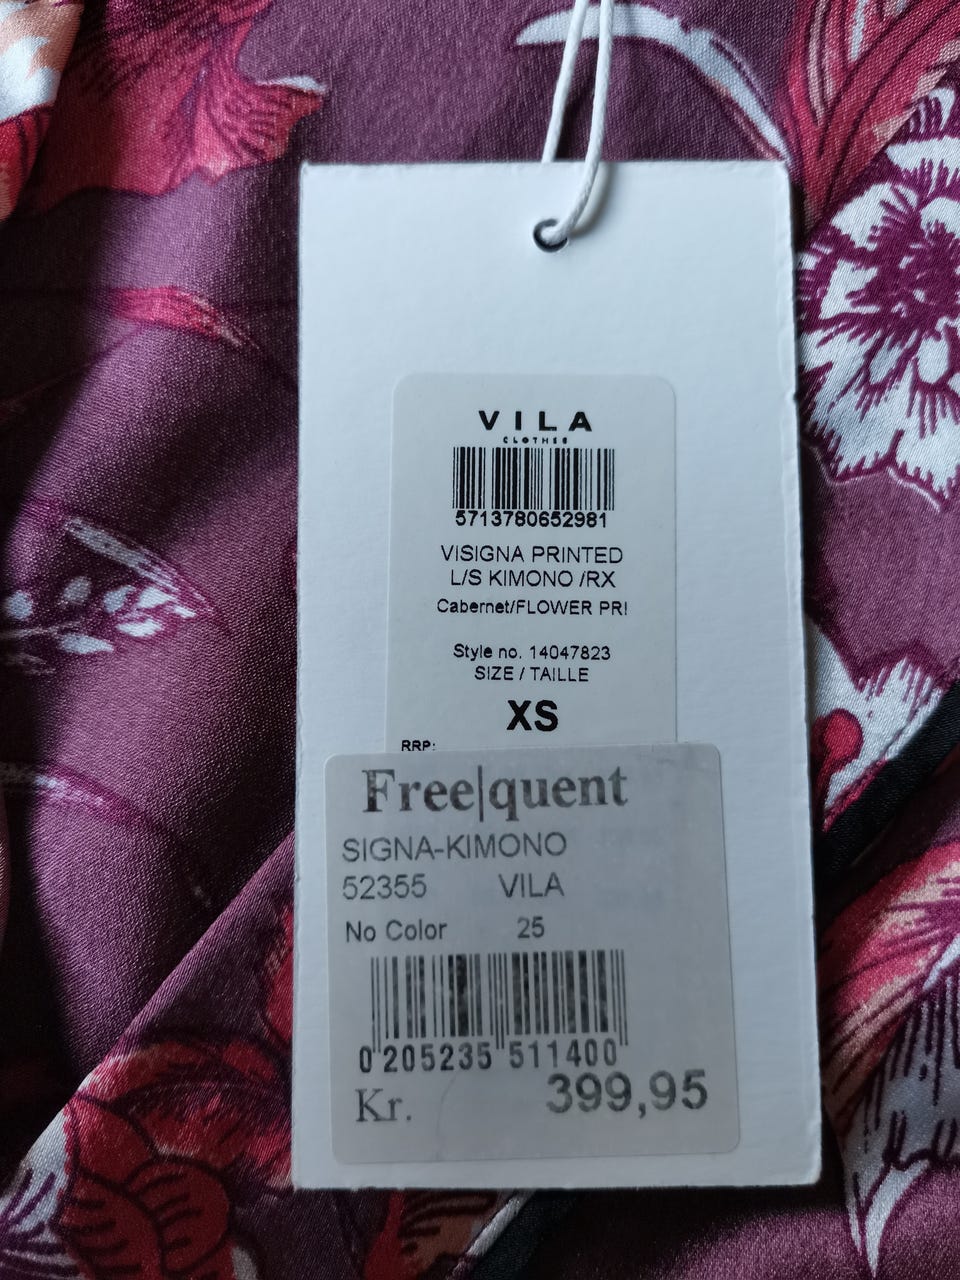 VILA
CLOTHES
5713780652981
VISIGNA PRINTED
L/S KIMONO /RX
Cabernet/FLOWER PRI
Style no. 14047823
SIZE / TAILLE
XS
RRP:
Free|quent
SIGNA-KIMONO
52355 VILA
No Color 25
0 205235 511400
Kr. 399,95